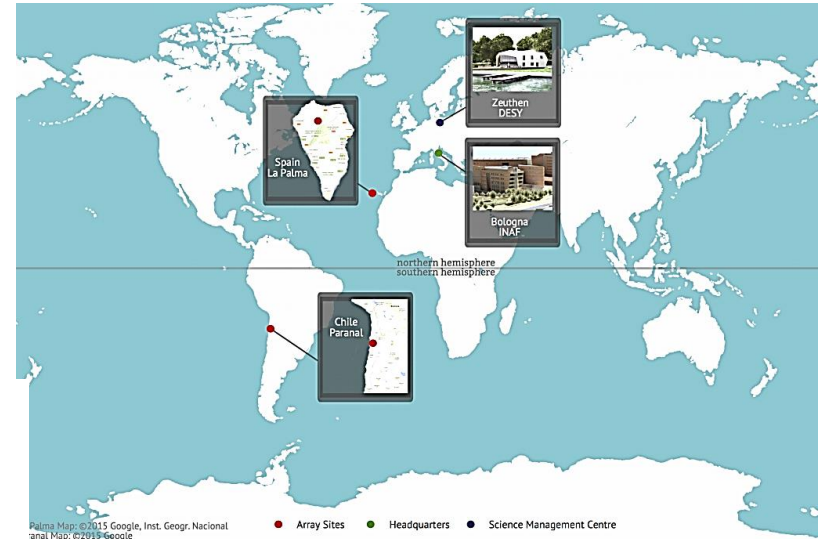 Zeuthen
DESY
Spain
La Palma
Bologna
INAF
northern hemisphere
southern hemisphere
Chile
Paranal
Array Sites
Headquarters
Science Management Centre
Palma Map: ©2015 Google, Inst. Geogr. Nacional
anal Map: ©2015 Google